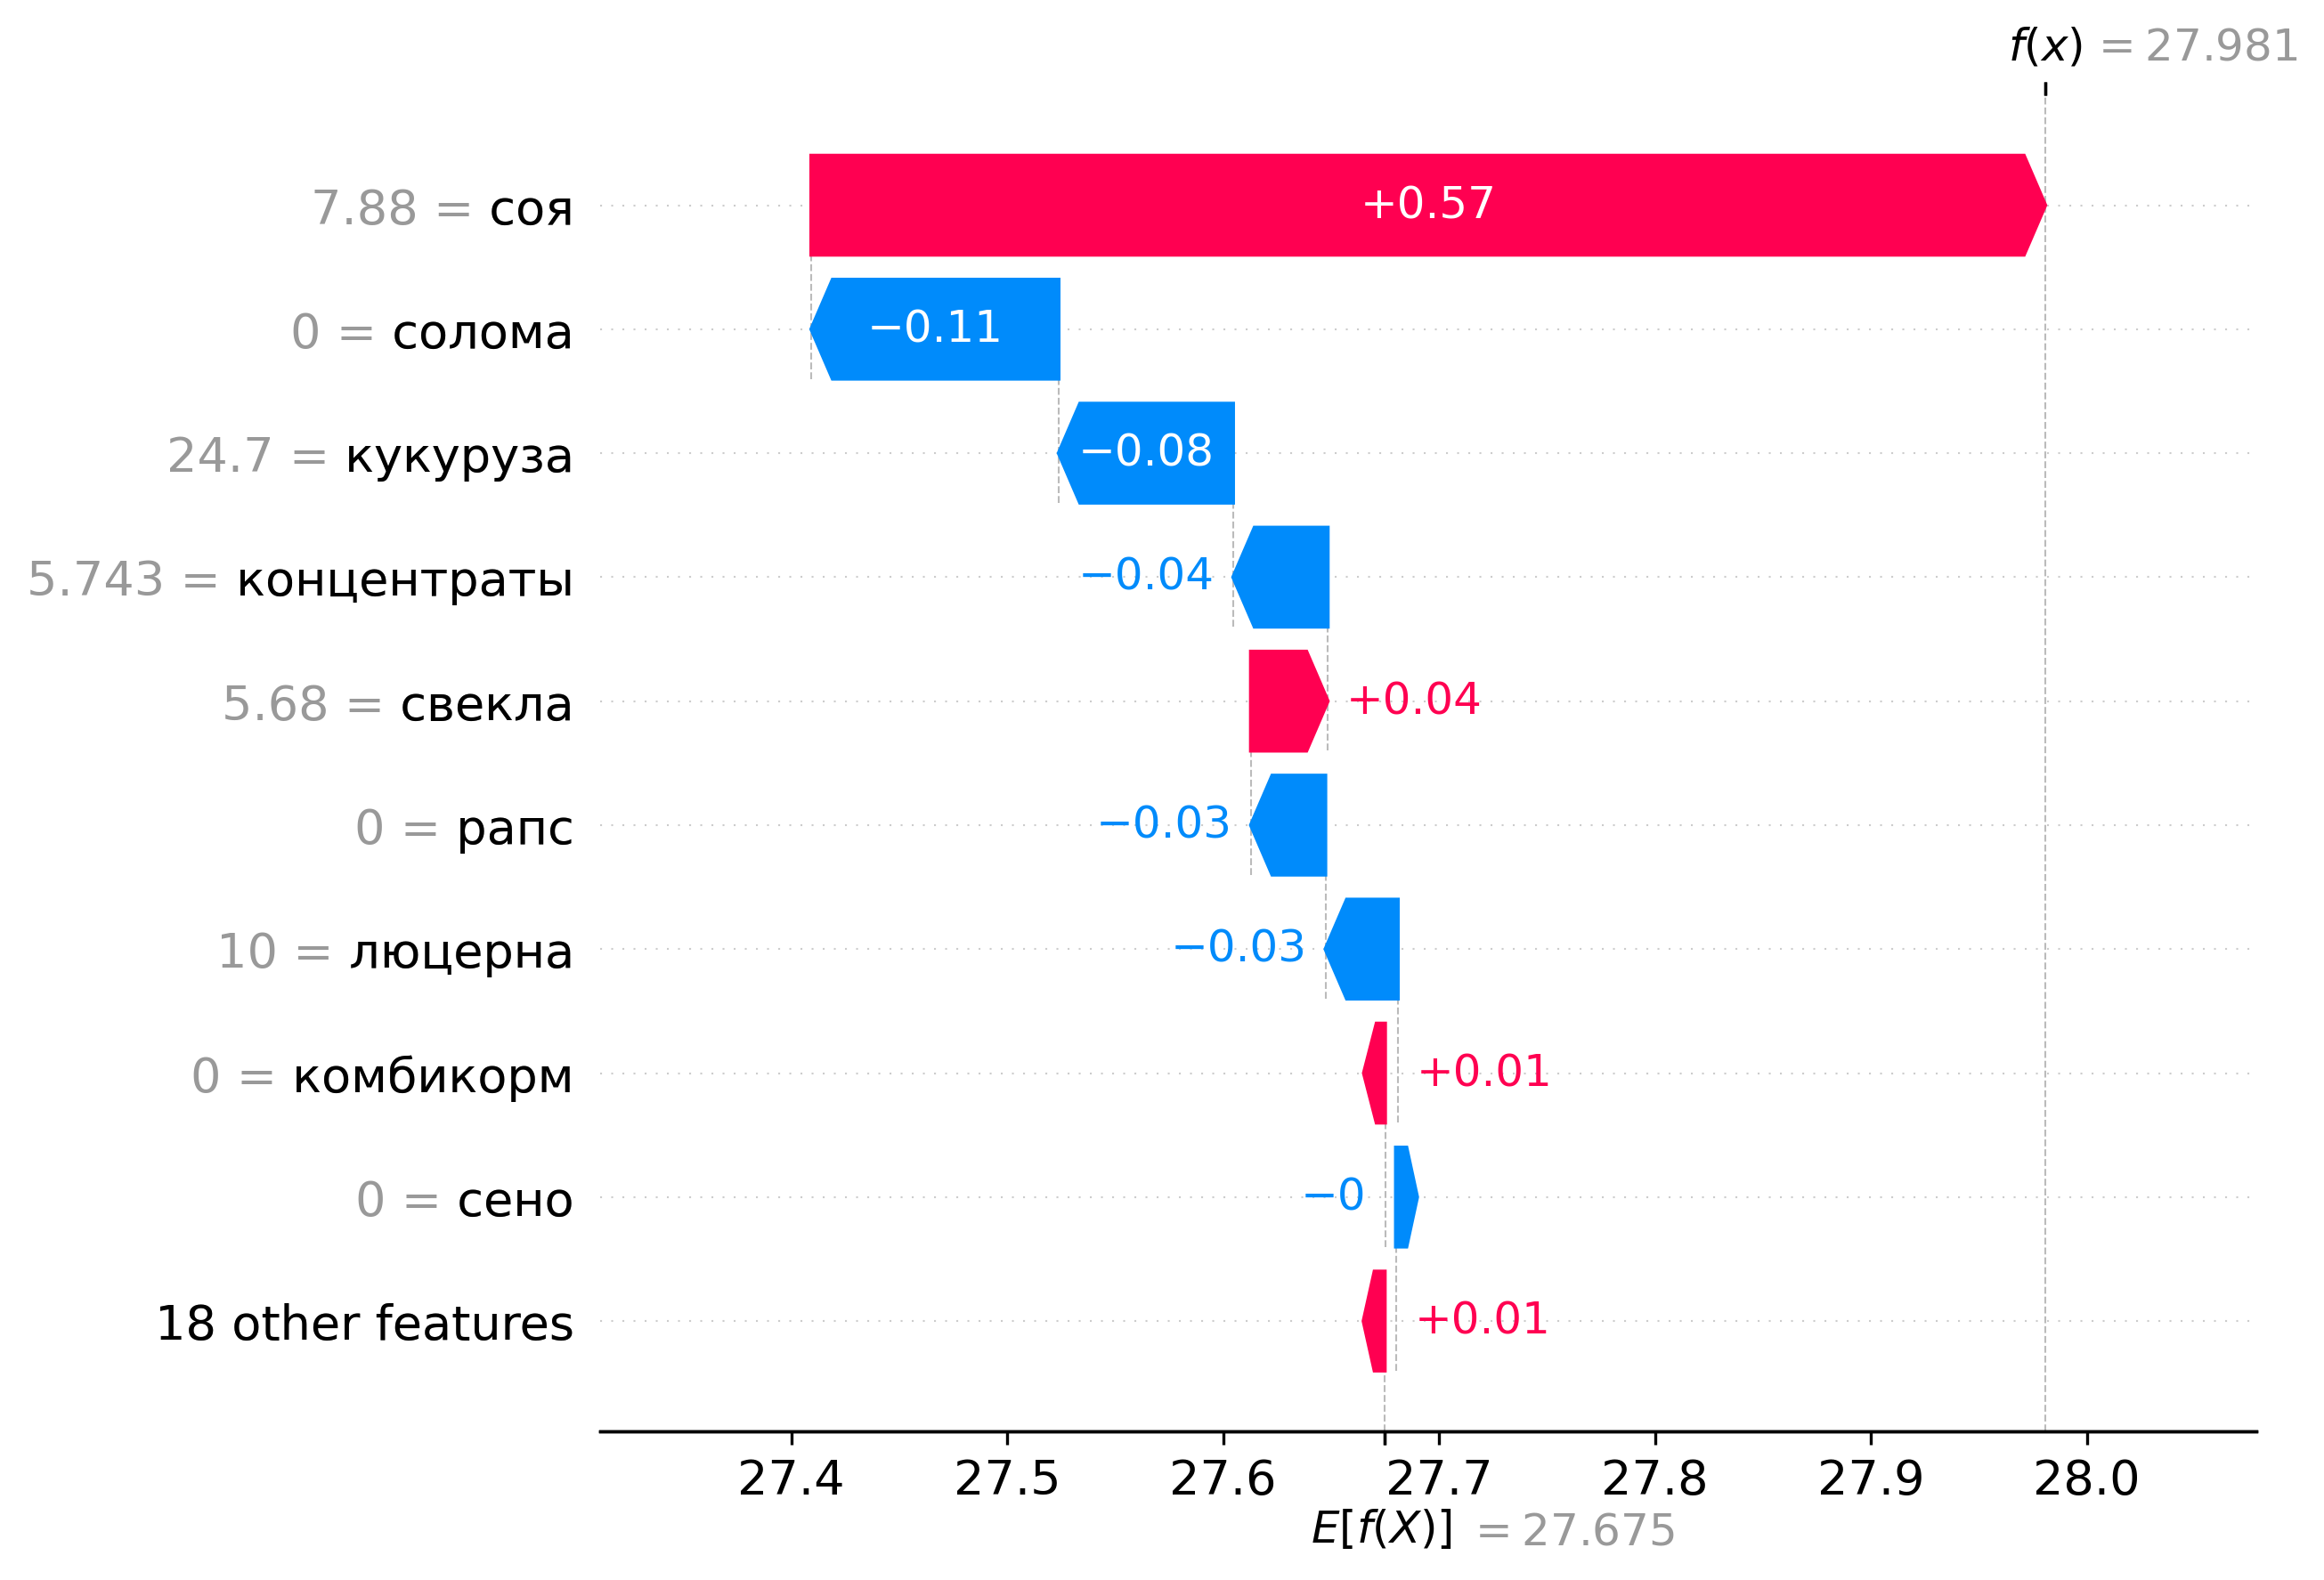 f(x) = 27.981
7.88 = соя
+0.57
0 = солома
−0.11
24.7 = кукуруза
−0.08
5.743 = концентраты
−0.04
5.68 = свекла
+0.04
0 = рапс
−0.03
10 = люцерна
−0.03
0 = комбикорм
+0.01
0 = сено
−0
18 other features
+0.01
27.4 27.5 27.6 27.7 27.8 27.9 28.0
E[f(X)] = 27.675